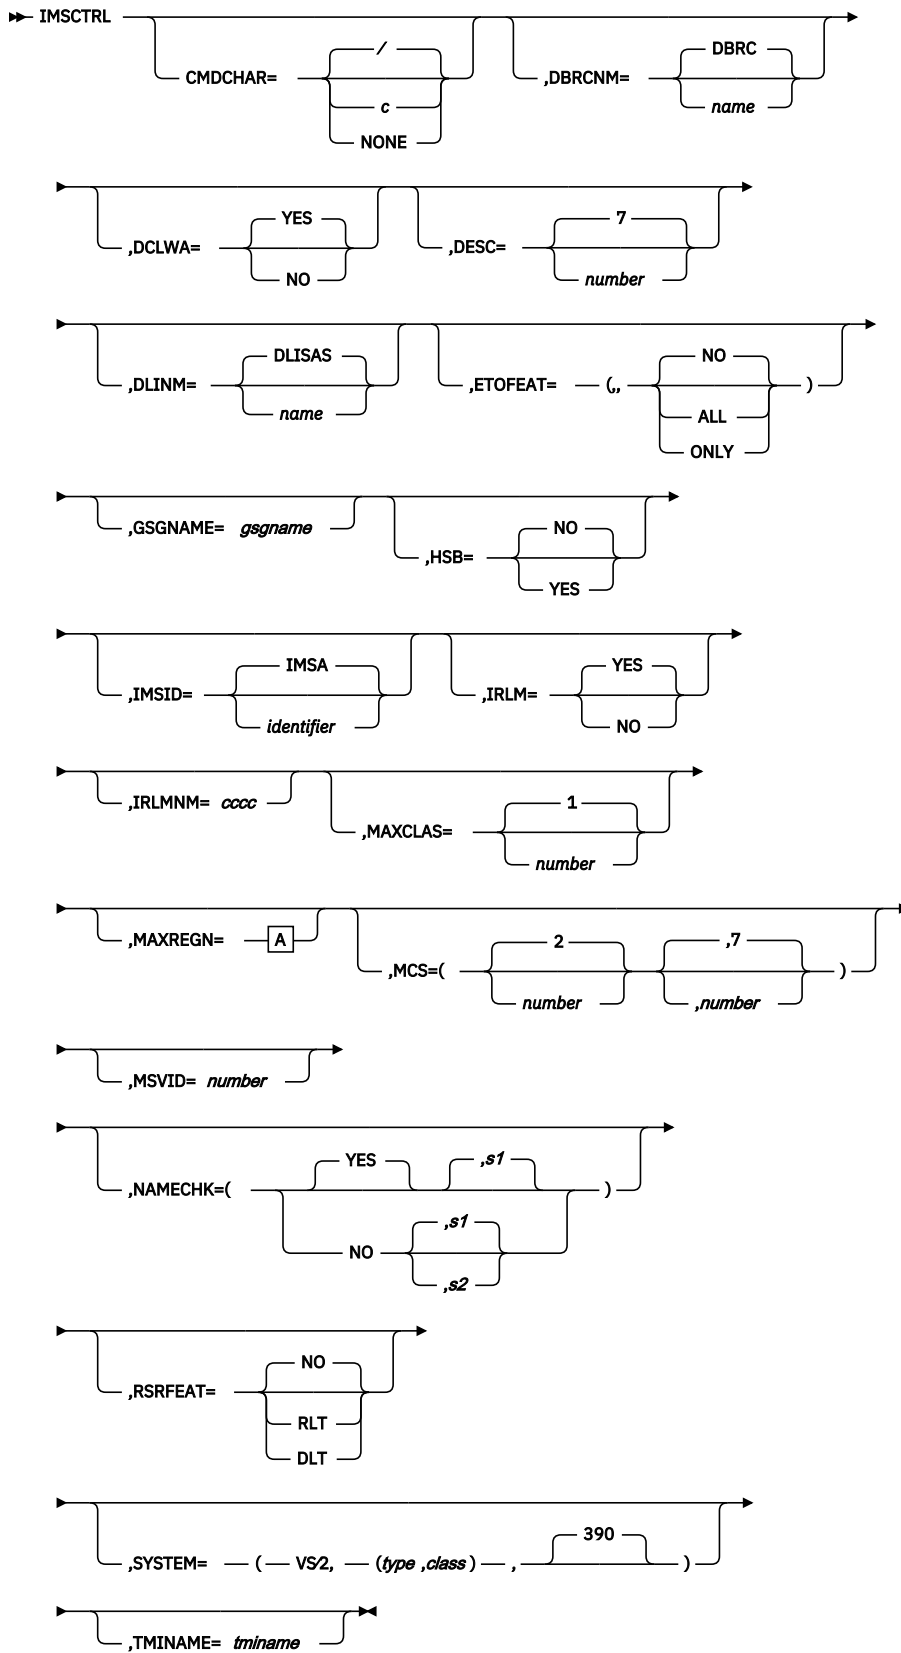 IMSCTRL
CMDCHAR= / c NONE
,DBRCNM= DBRC name
,DCLWA= YES NO
,DESC= 7 number
,DLINM= DLISAS name
,ETOFEAT= (,, NO ALL ONLY )
,GSGNAME= gsgname
,HSB= NO YES
,IMSID= IMSA identifier
,IRLM= YES NO
,IRLMNM= cccc
,MAXCLAS= 1 number
,MAXREGN= A
,MCS=( 2 number ,7 ,number )
,MSVID= number
,NAMECHK=( YES ,s1 NO ,s1 ,s2 )
,RSRFEAT= NO RLT DLT
,SYSTEM= ( VS/2, (type ,class ) , 390 )
,TMINAME= tminame